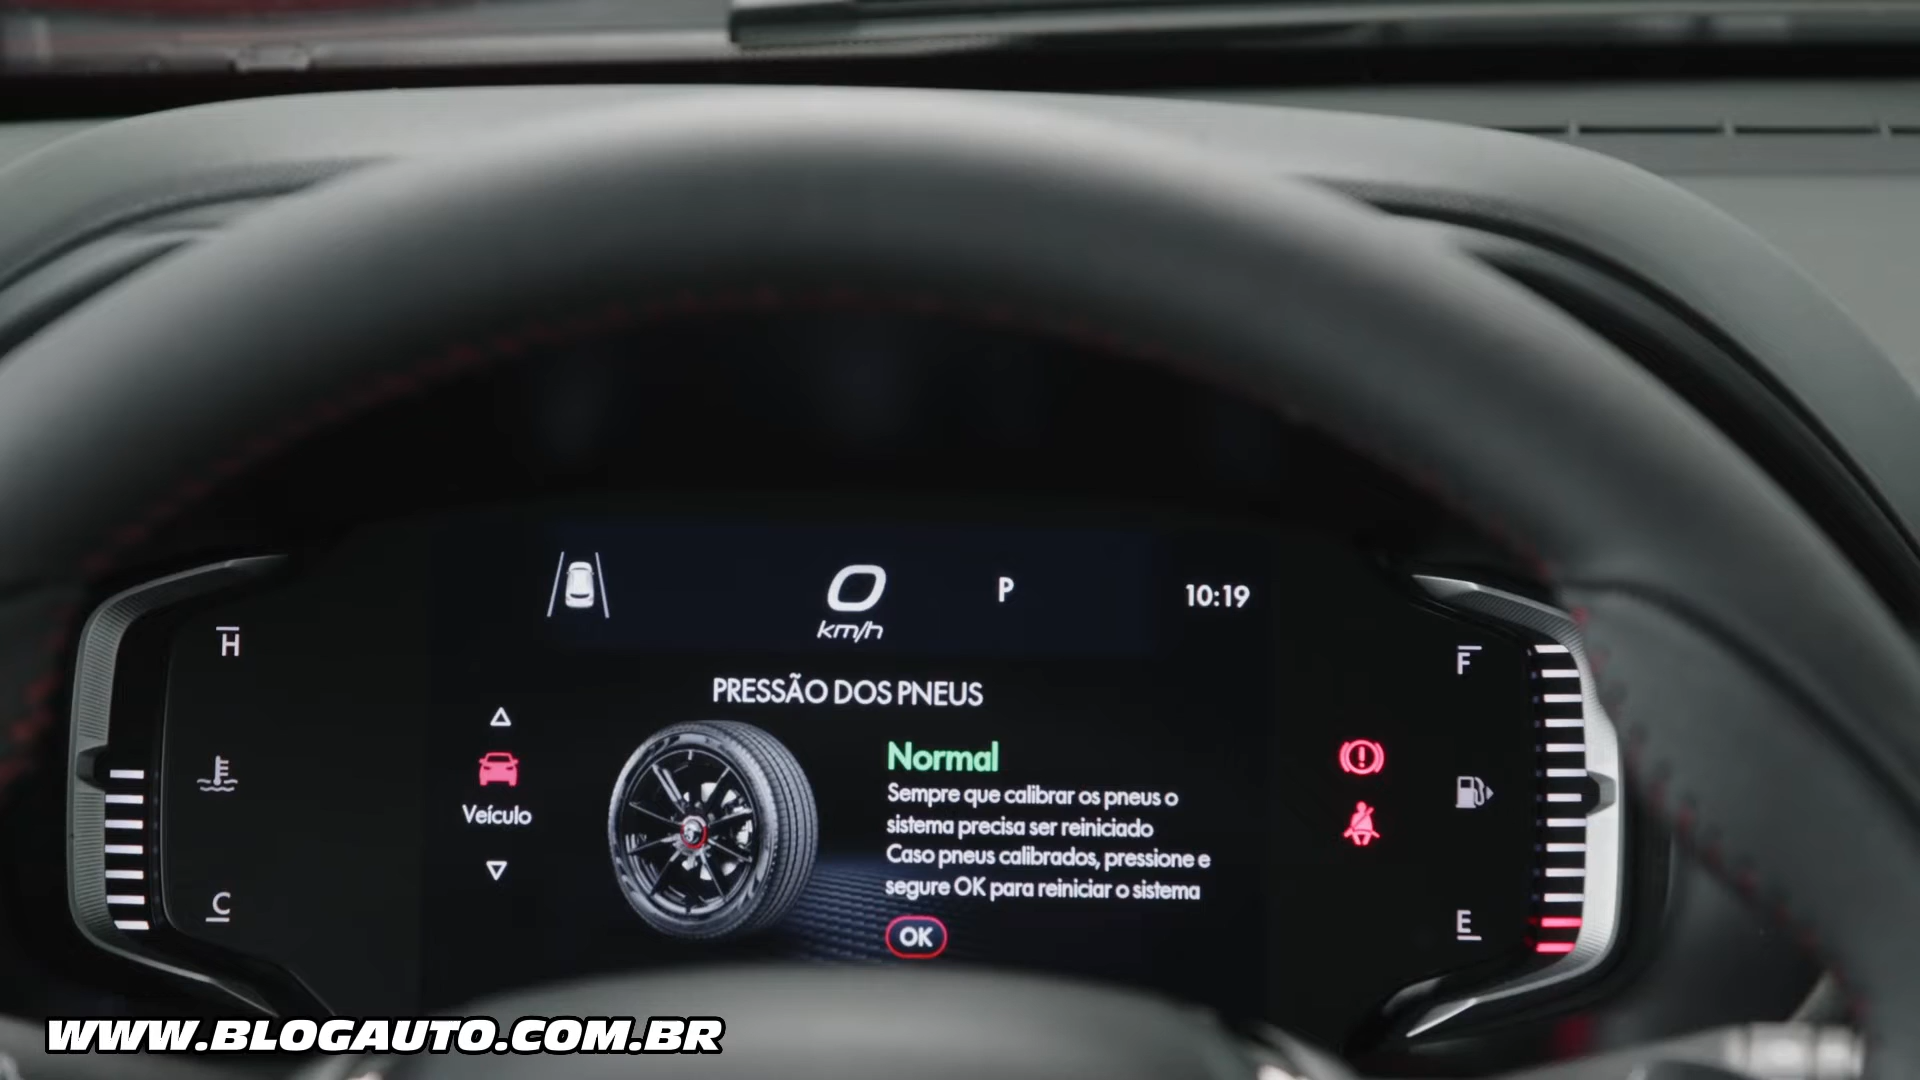 0
km/h
P
10:19
H
C
PRESSÃO DOS PNEUS
Veículo
Normal
Sempre que calibrar os pneus o
sistema precisa ser reiniciado
Caso pneus calibrados, pressione e
segure OK para reiniciar o sistema
OK
F
E
WWW.BLOGAUTO.COM.BR